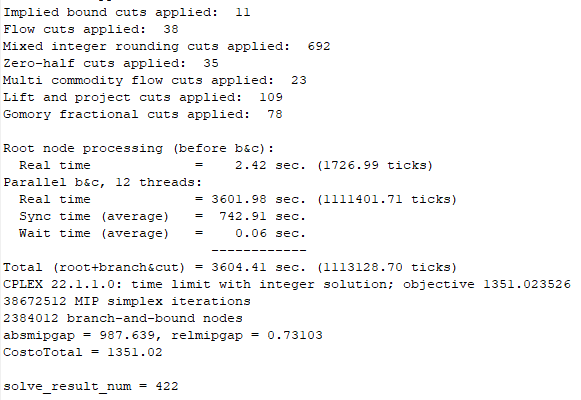 Implied bound cuts applied:  11
Flow cuts applied:  38
Mixed integer rounding cuts applied:  692
Zero-half cuts applied:  35
Multi commodity flow cuts applied:  23
Lift and project cuts applied:  109
Gomory fractional cuts applied:  78

Root node processing (before b&c):
  Real time             =    2.42 sec. (1726.99 ticks)
Parallel b&c, 12 threads:
  Real time             = 3601.98 sec. (1111401.71 ticks)
  Sync time (average)   =  742.91 sec.
  Wait time (average)   =    0.06 sec.
                          ------------
Total (root+branch&cut) = 3604.41 sec. (1113128.70 ticks)
CPLEX 22.1.1.0: time limit with integer solution; objective 1351.023526
38672512 MIP simplex iterations
2384012 branch-and-bound nodes
absmipgap = 987.639, relmipgap = 0.73103
CostoTotal = 1351.02

solve_result_num = 422